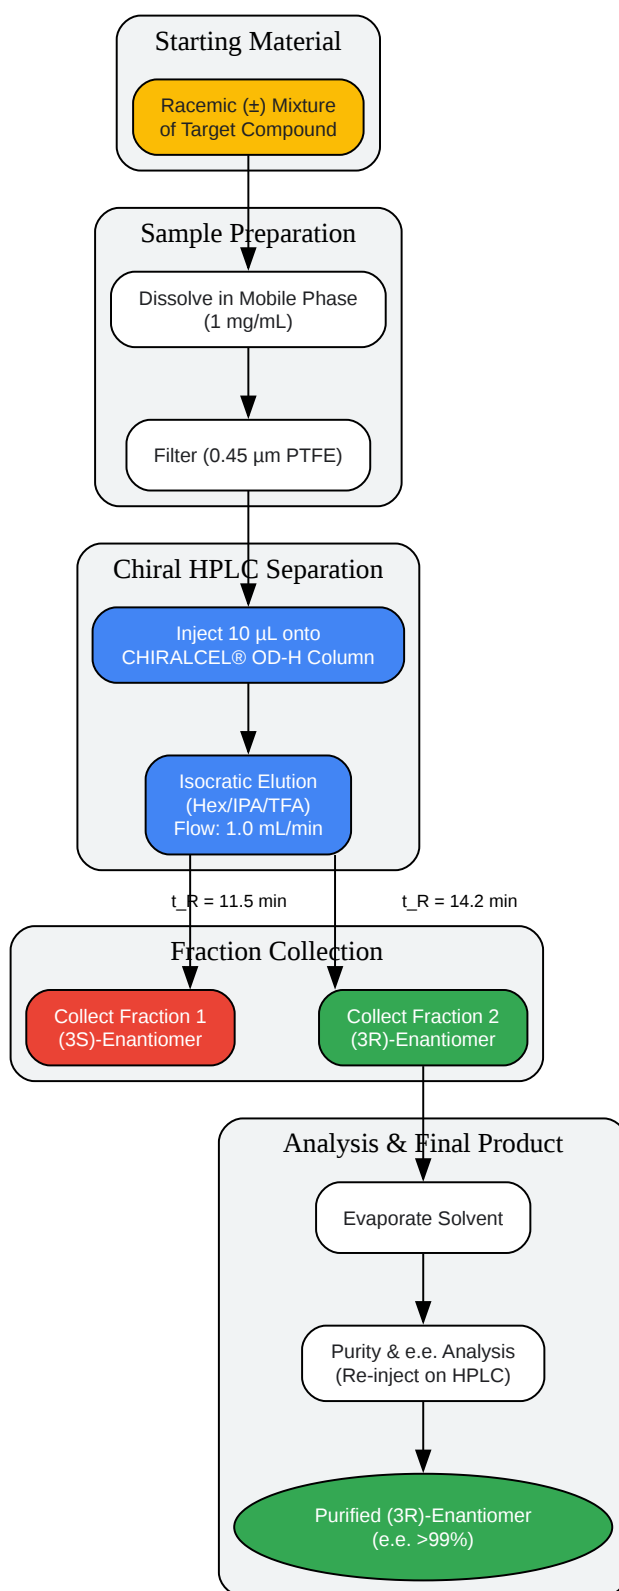 Starting Material
Racemic (±) Mixture
of Target Compound
Sample Preparation
Dissolve in Mobile Phase
(1 mg/mL)
Filter (0.45 µm PTFE)
Chiral HPLC Separation
Inject 10 µL onto
CHIRALCEL® OD-H Column
Isocratic Elution
(Hex/IPA/TFA)
Flow: 1.0 mL/min
t_R = 11.5 min
t_R = 14.2 min
Fraction Collection
Collect Fraction 1
(3S)-Enantiomer
Collect Fraction 2
(3R)-Enantiomer
Analysis & Final Product
Evaporate Solvent
Purity & e.e. Analysis
(Re-inject on HPLC)
Purified (3R)-Enantiomer
(e.e. >99%)